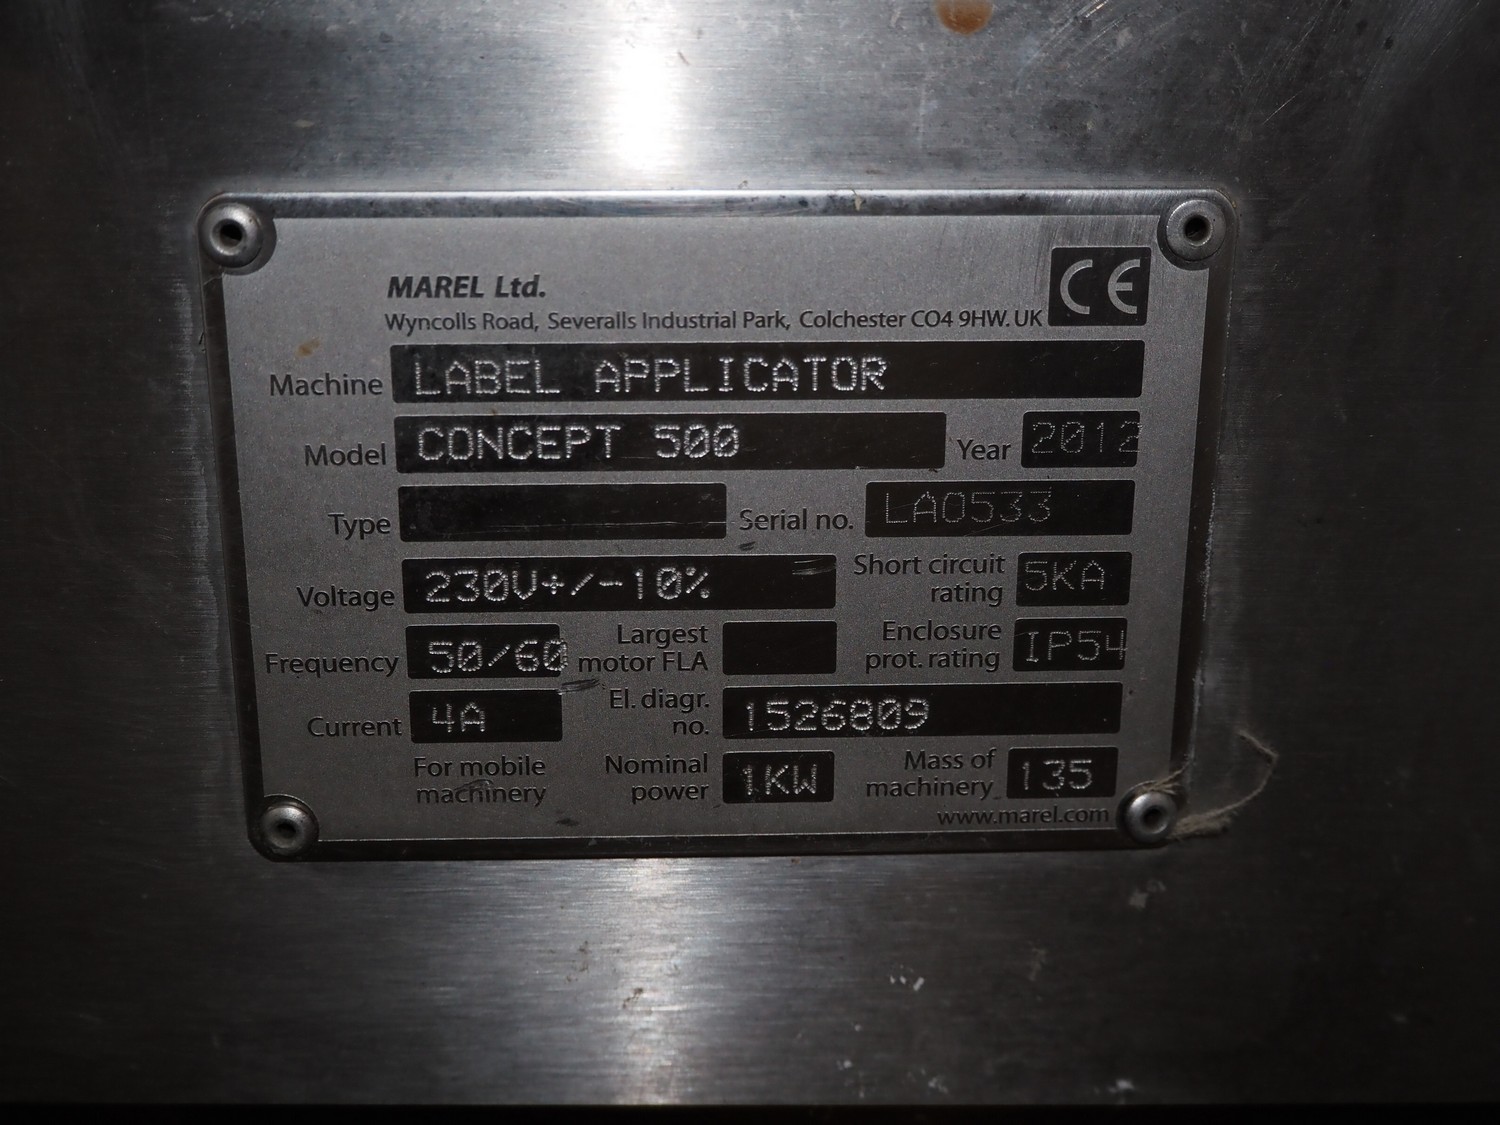 MAREL Ltd.
Wyncolls Road, Severalls Industrial Park, Colchester CO4 9HW. UK
CE
Machine LABEL APPLICATOR
Model CONCEPT 500 Year 2012
Type Serial no. LA0533
Voltage 230V+/-10% Short circuit rating 5KA
Frequency 50/60 Largest motor FLA Enclosure prot. rating IP54
Current 4A El. diagr. no. 1526809
For mobile machinery Nominal power 1KW Mass of machinery 135
www.marel.com